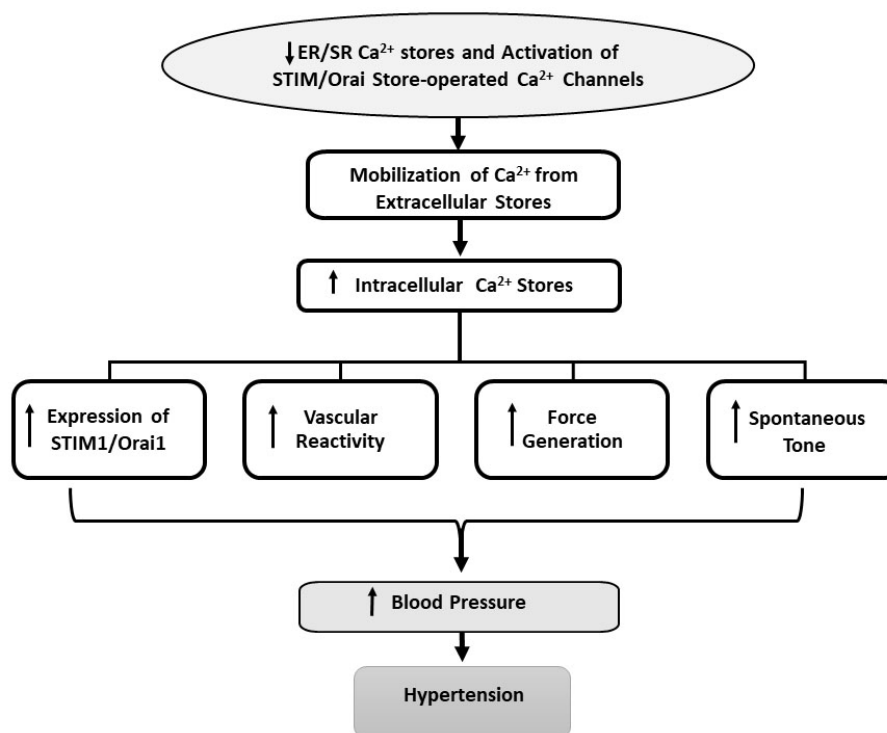 ↓ER/SR Ca²⁺ stores and Activation of
STIM/Orai Store-operated Ca²⁺ Channels
Mobilization of Ca²⁺ from
Extracellular Stores
↑ Intracellular Ca²⁺ Stores
↑ Expression of
STIM1/Orai1
↑ Vascular
Reactivity
↑ Force
Generation
↑ Spontaneous
Tone
↑ Blood Pressure
Hypertension